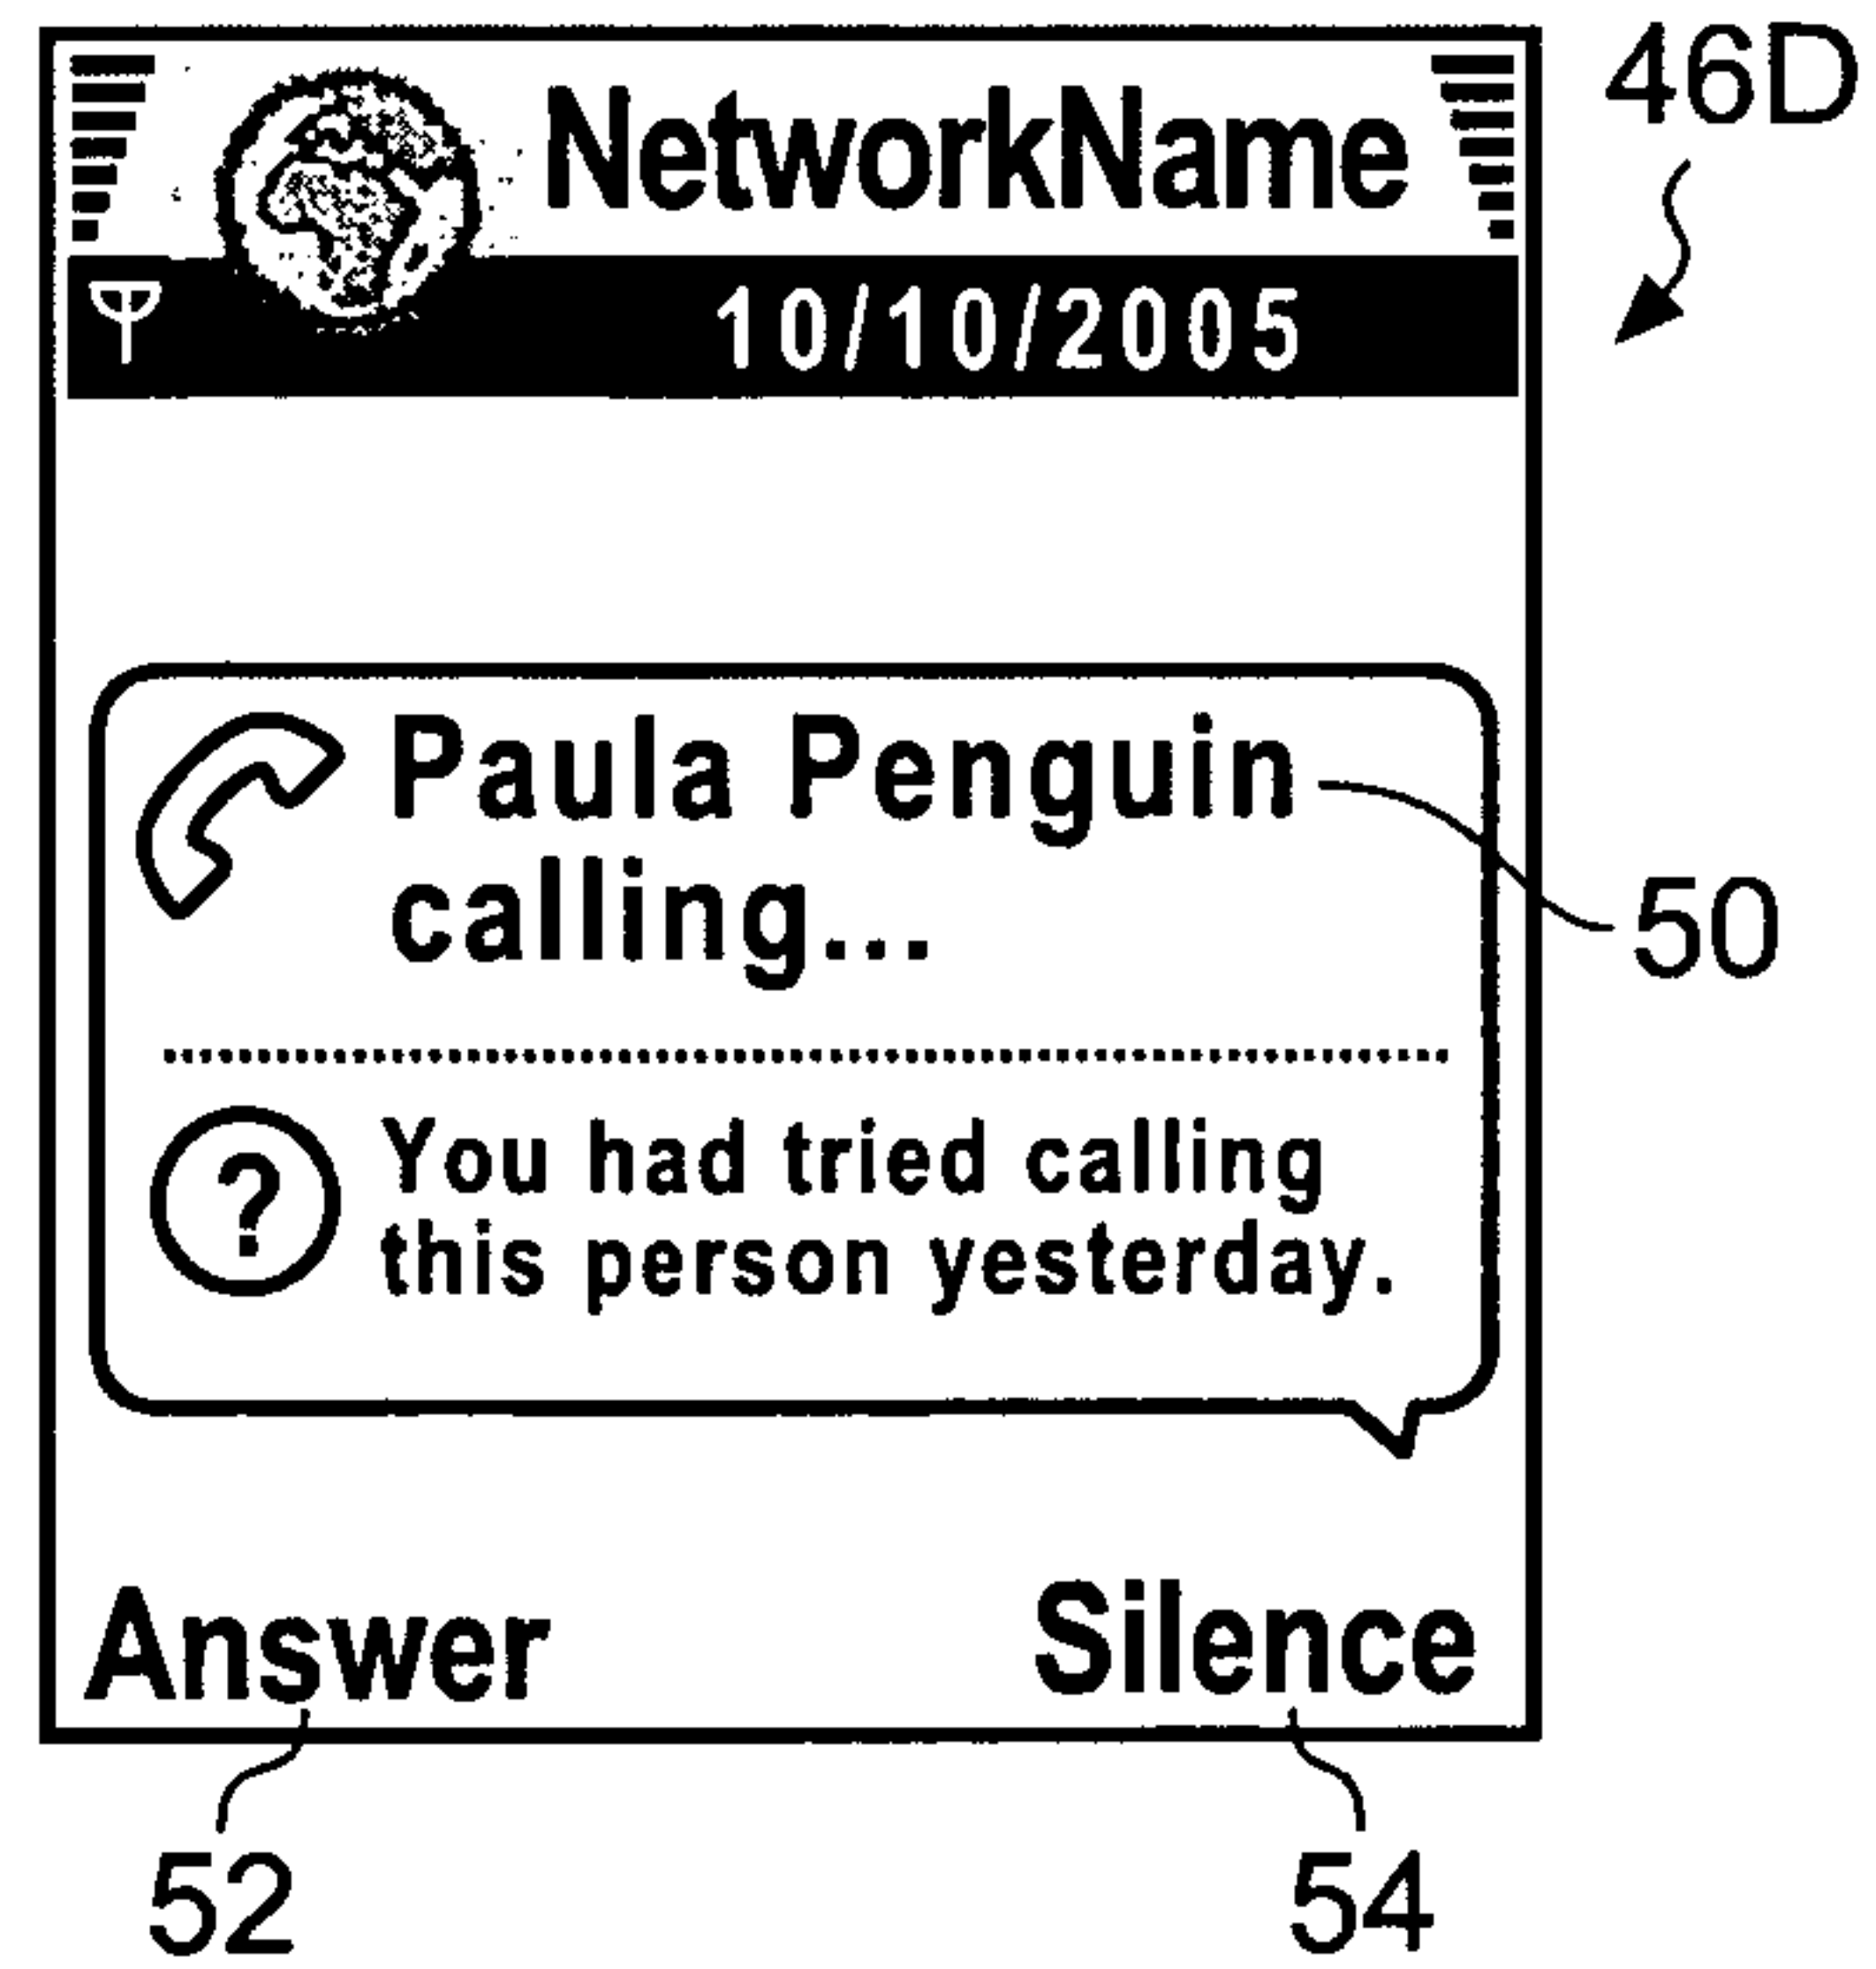 NetworkName
46D
10/10/2005
Paula Penguin
calling...
50
?
You had tried calling
this person yesterday.
Answer
Silence
52
54